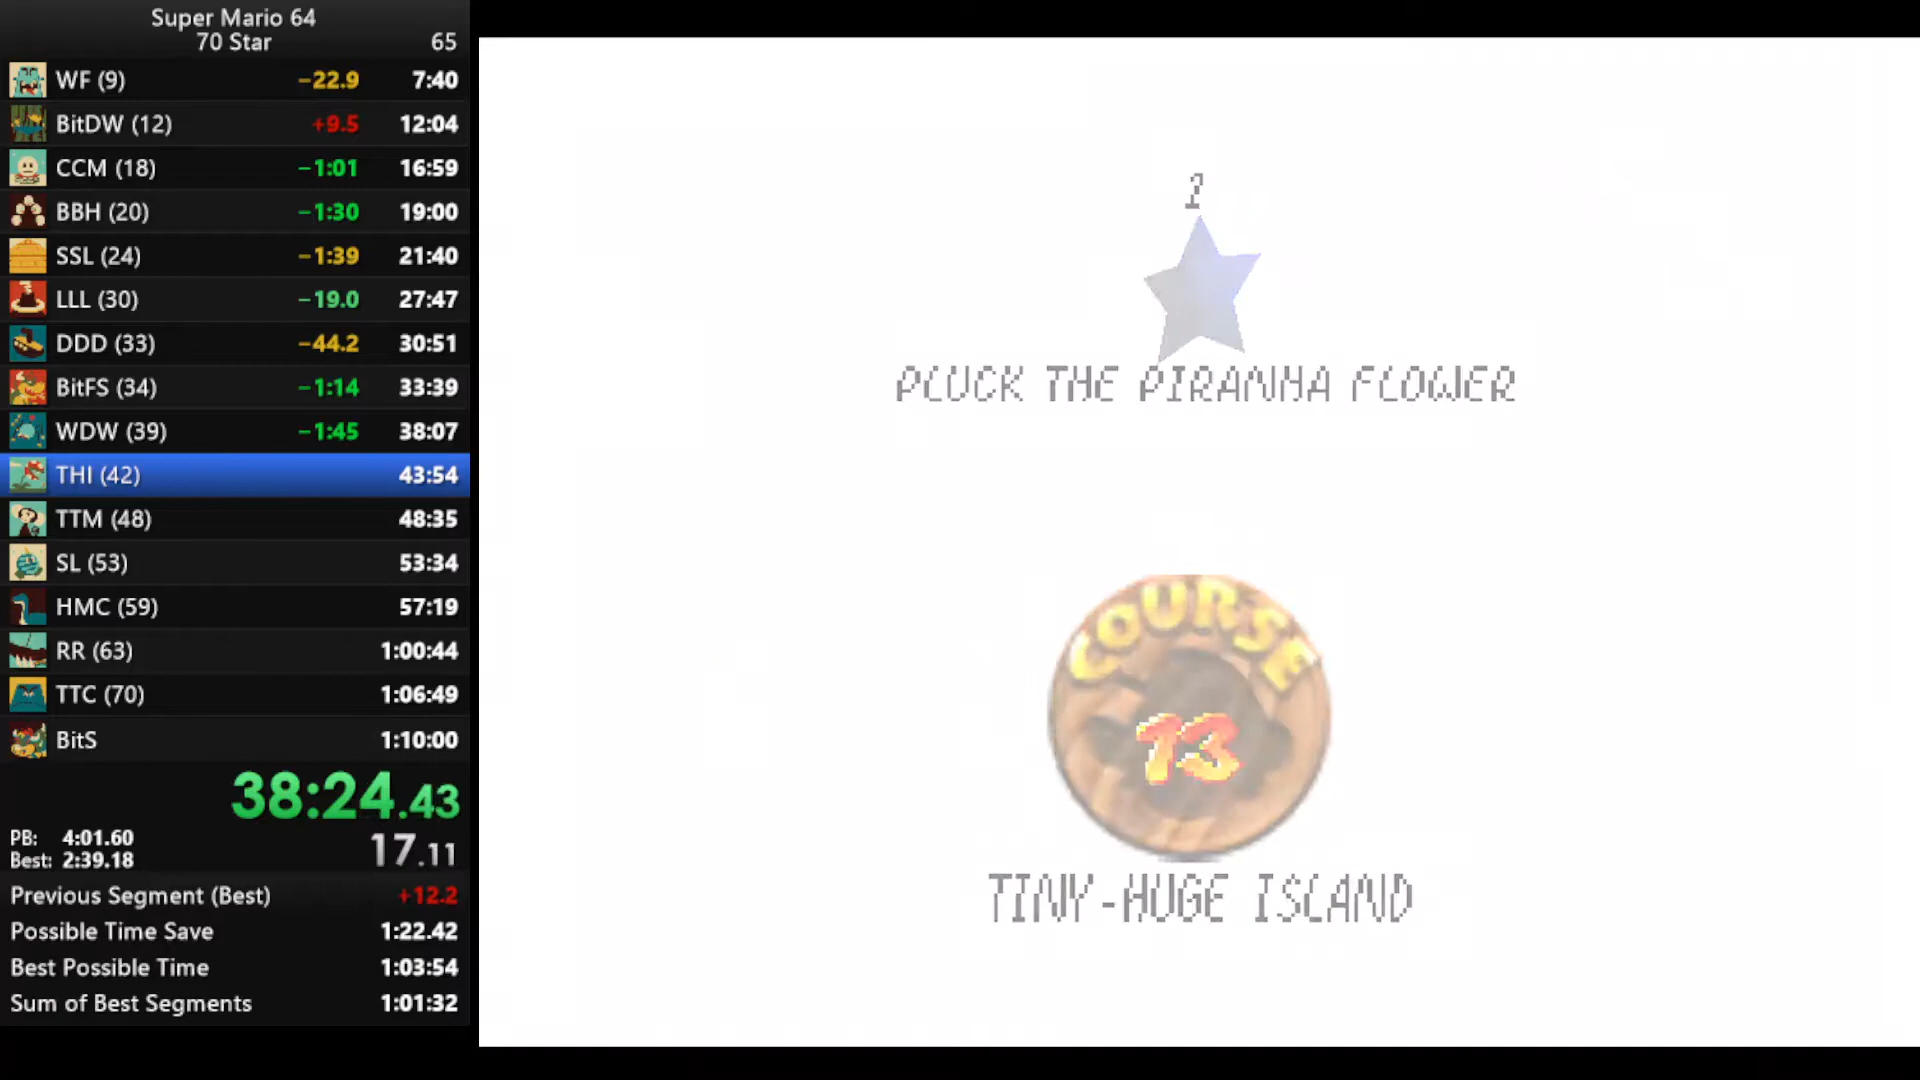 Super Mario 64
70 Star 65
WF (9) −22.9 7:40
BitDW (12) +9.5 12:04
CCM (18) −1:01 16:59
BBH (20) −1:30 19:00
SSL (24) −1:39 21:40
LLL (30) −19.0 27:47
DDD (33) −44.2 30:51
BitFS (34) −1:14 33:39
WDW (39) −1:45 38:07
THI (42) 43:54
TTM (48) 48:35
SL (53) 53:34
HMC (59) 57:19
RR (63) 1:00:44
TTC (70) 1:06:49
BitS 1:10:00
38:24.43
PB: 4:01.60
Best: 2:39.18
17.11
Previous Segment (Best) +12.2
Possible Time Save 1:22.42
Best Possible Time 1:03:54
Sum of Best Segments 1:01:32
1
PLUCK THE PIRANHA FLOWER
COURSE
13
TINY-HUGE ISLAND